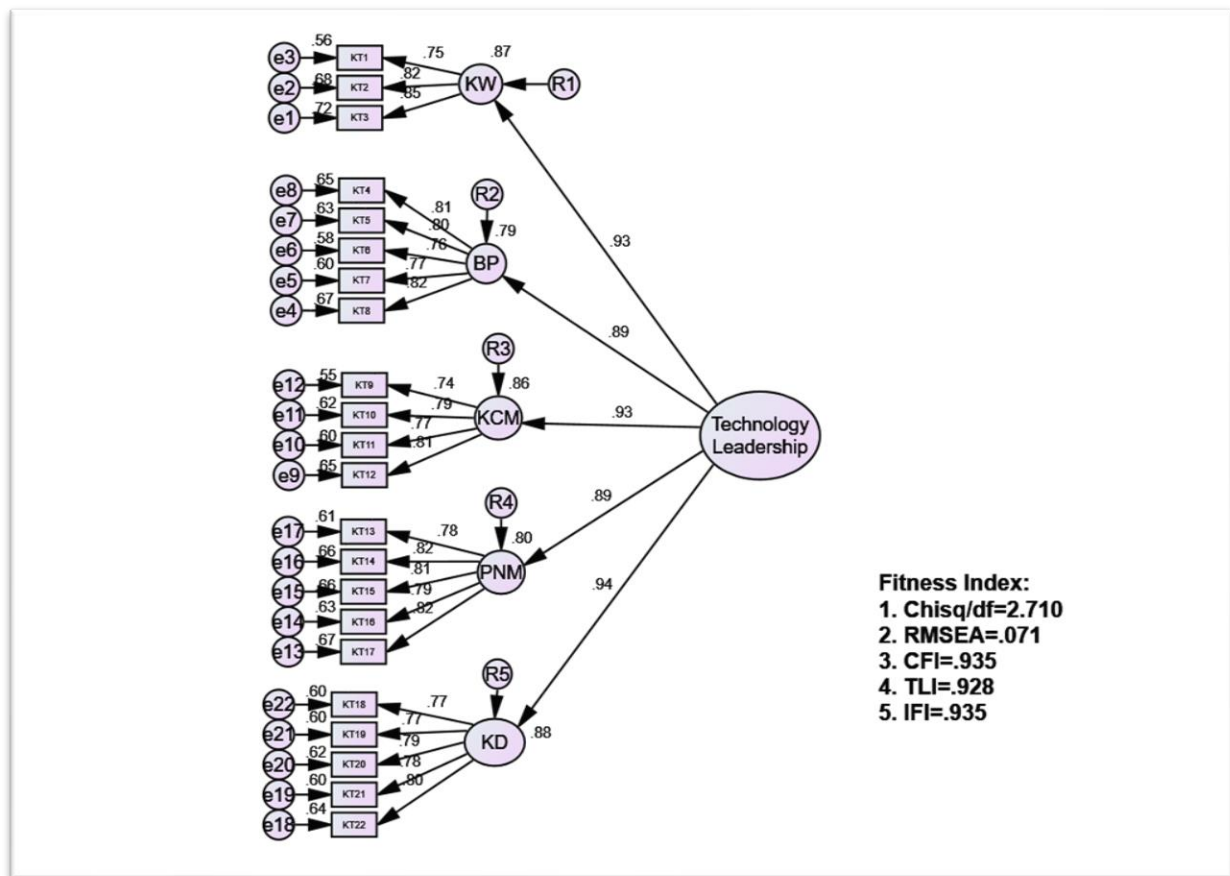 .56
e3
KT1
.75
.87
e2
.68
KT2
.82
KW
R1
e1
.72
KT3
.85
.93
e8
.65
KT4
R2
e7
.63
KT5
.81
.80
.79
e6
.58
KT6
.76
BP
e5
.60
KT7
.77
e4
.67
KT8
.82
.89
R3
e12
.55
KT9
.74
.86
e11
.62
KT10
.79
KCM
.93
e10
.60
KT11
.77
e9
.65
KT12
.81
Technology
Leadership
R4
e17
.61
KT13
.78
.80
.89
e16
.66
KT14
.82
e15
.66
KT15
.81
PNM
e14
.63
KT16
.79
e13
.67
KT17
.82
.94
R5
e22
.60
KT18
.77
e21
.60
KT19
.77
.88
e20
.62
KT20
.79
KD
e19
.60
KT21
.78
e18
.64
KT22
.80
Fitness Index:
1. Chisq/df=2.710
2. RMSEA=.071
3. CFI=.935
4. TLI=.928
5. IFI=.935